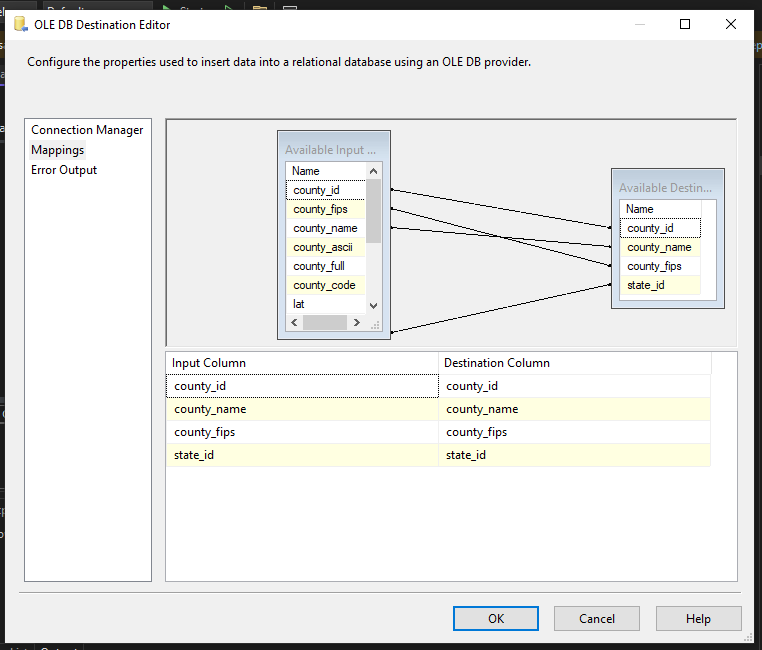 OLE DB Destination Editor
Configure the properties used to insert data into a relational database using an OLE DB provider.
Connection Manager
Mappings
Error Output
Available Input ...
Name
county_id
county_fips
county_name
county_ascii
county_full
county_code
lat
Available Destin...
Name
county_id
county_name
county_fips
state_id
Input Column Destination Column
county_id county_id
county_name county_name
county_fips county_fips
state_id state_id
OK Cancel Help